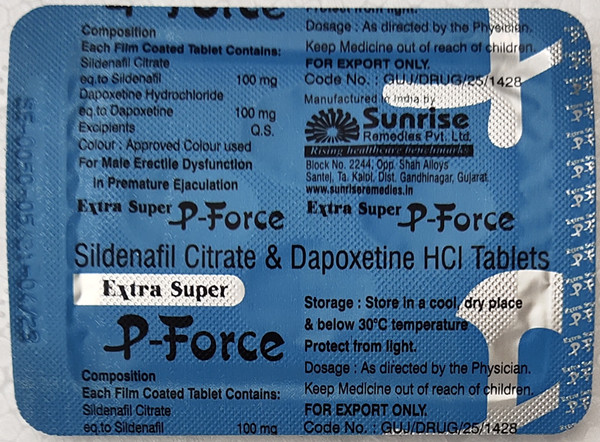 Composition
Each Film Coated Tablet Contains:
Sildenafil Citrate
eq.to Sildenafil 100 mg
Dapoxetine Hydrochloride
eq.to Dapoxetine 100 mg
Excipients Q.S.
Colour : Approved Colour used
For Male Erectile Dysfunction
in Premature Ejaculation
Extra Super P-Force
Protect from light.
Dosage : As directed by the Physician.
Keep Medicine out of reach of children.
FOR EXPORT ONLY.
Code No. : GUJ/DRUG/25/1428
Manufactured in India by
Sunrise
Remedies Pvt. Ltd.
Rising healthcare benchmarks
Block No. 2244, Opp. Shah Alloys
Santej, Ta. Kalol, Dist. Gandhinagar, Gujarat.
www.sunriseremedies.in
Extra Super P-Force
Sildenafil Citrate & Dapoxetine HCl Tablets
Extra Super
P-Force
Composition
Each Film Coated Tablet Contains:
Sildenafil Citrate
eq.to Sildenafil 100 mg
Storage : Store in a cool, dry place
& below 30°C temperature
Protect from light.
Dosage : As directed by the Physician.
Keep Medicine out of reach of children.
FOR EXPORT ONLY.
Code No. : GUJ/DRUG/25/1428